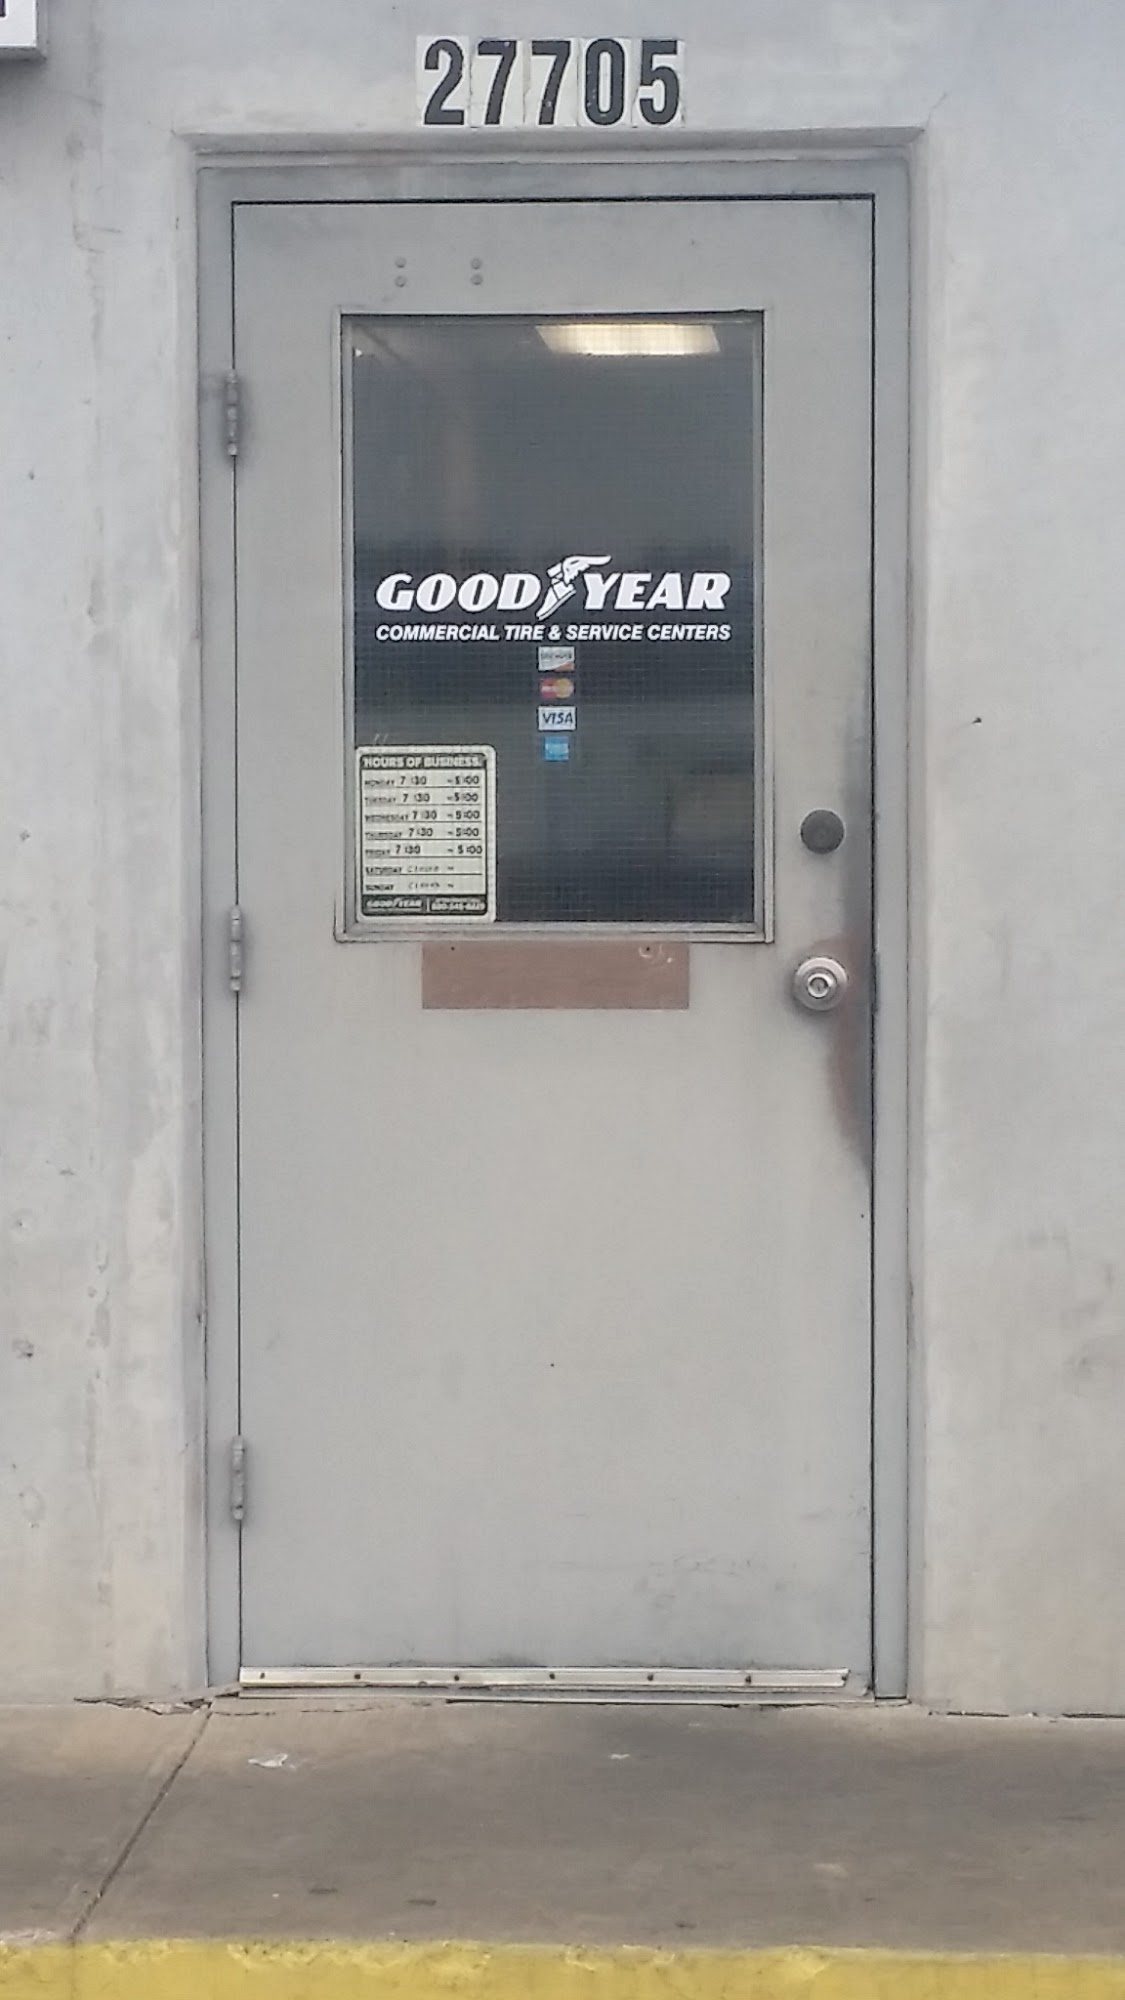 27705
GOODYEAR
COMMERCIAL TIRE & SERVICE CENTERS
VISA
HOURS OF BUSINESS
MONDAY 7:30 - 5:00
TUESDAY 7:30 - 5:00
WEDNESDAY 7:30 - 5:00
THURSDAY 7:30 - 5:00
FRIDAY 7:30 - 5:00
SATURDAY CLOSED -
SUNDAY CLOSED -
GOODYEAR